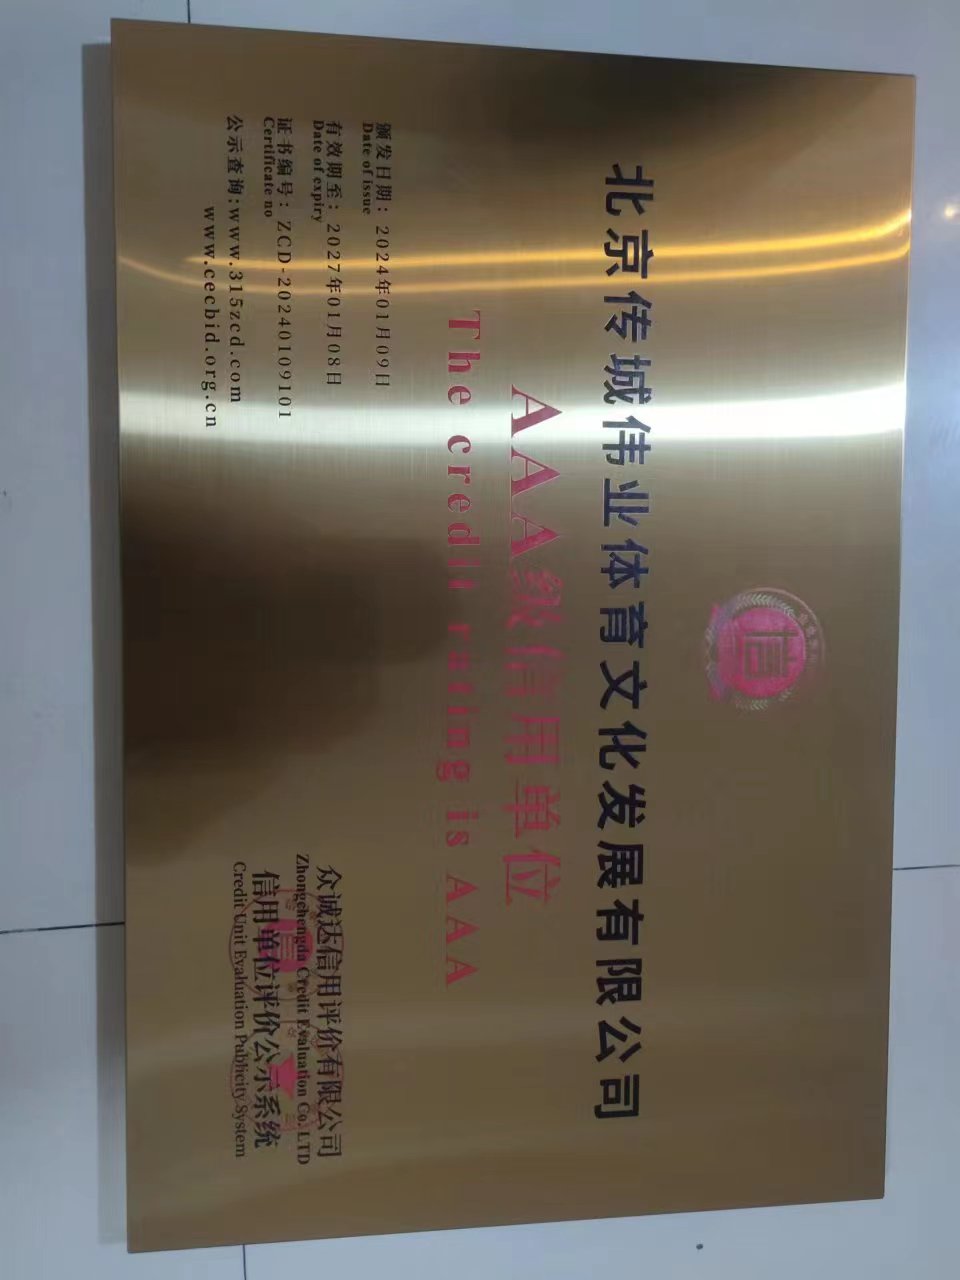 北京传城伟业体育文化发展有限公司
AAA级信用单位
The credit rating is AAA
颁发日期：2024年01月09日
Date of issue
有效期至：2027年01月08日
Date of expiry
证书编号：ZCD-20240109101
Certificate no
公示查询：www.315zcd.com
www.cecbid.org.cn
众诚达信用评价有限公司
Zhongchengda Credit Evaluation Co. LTD
信用单位评价公示系统
Credit Unit Evaluation Publicity System